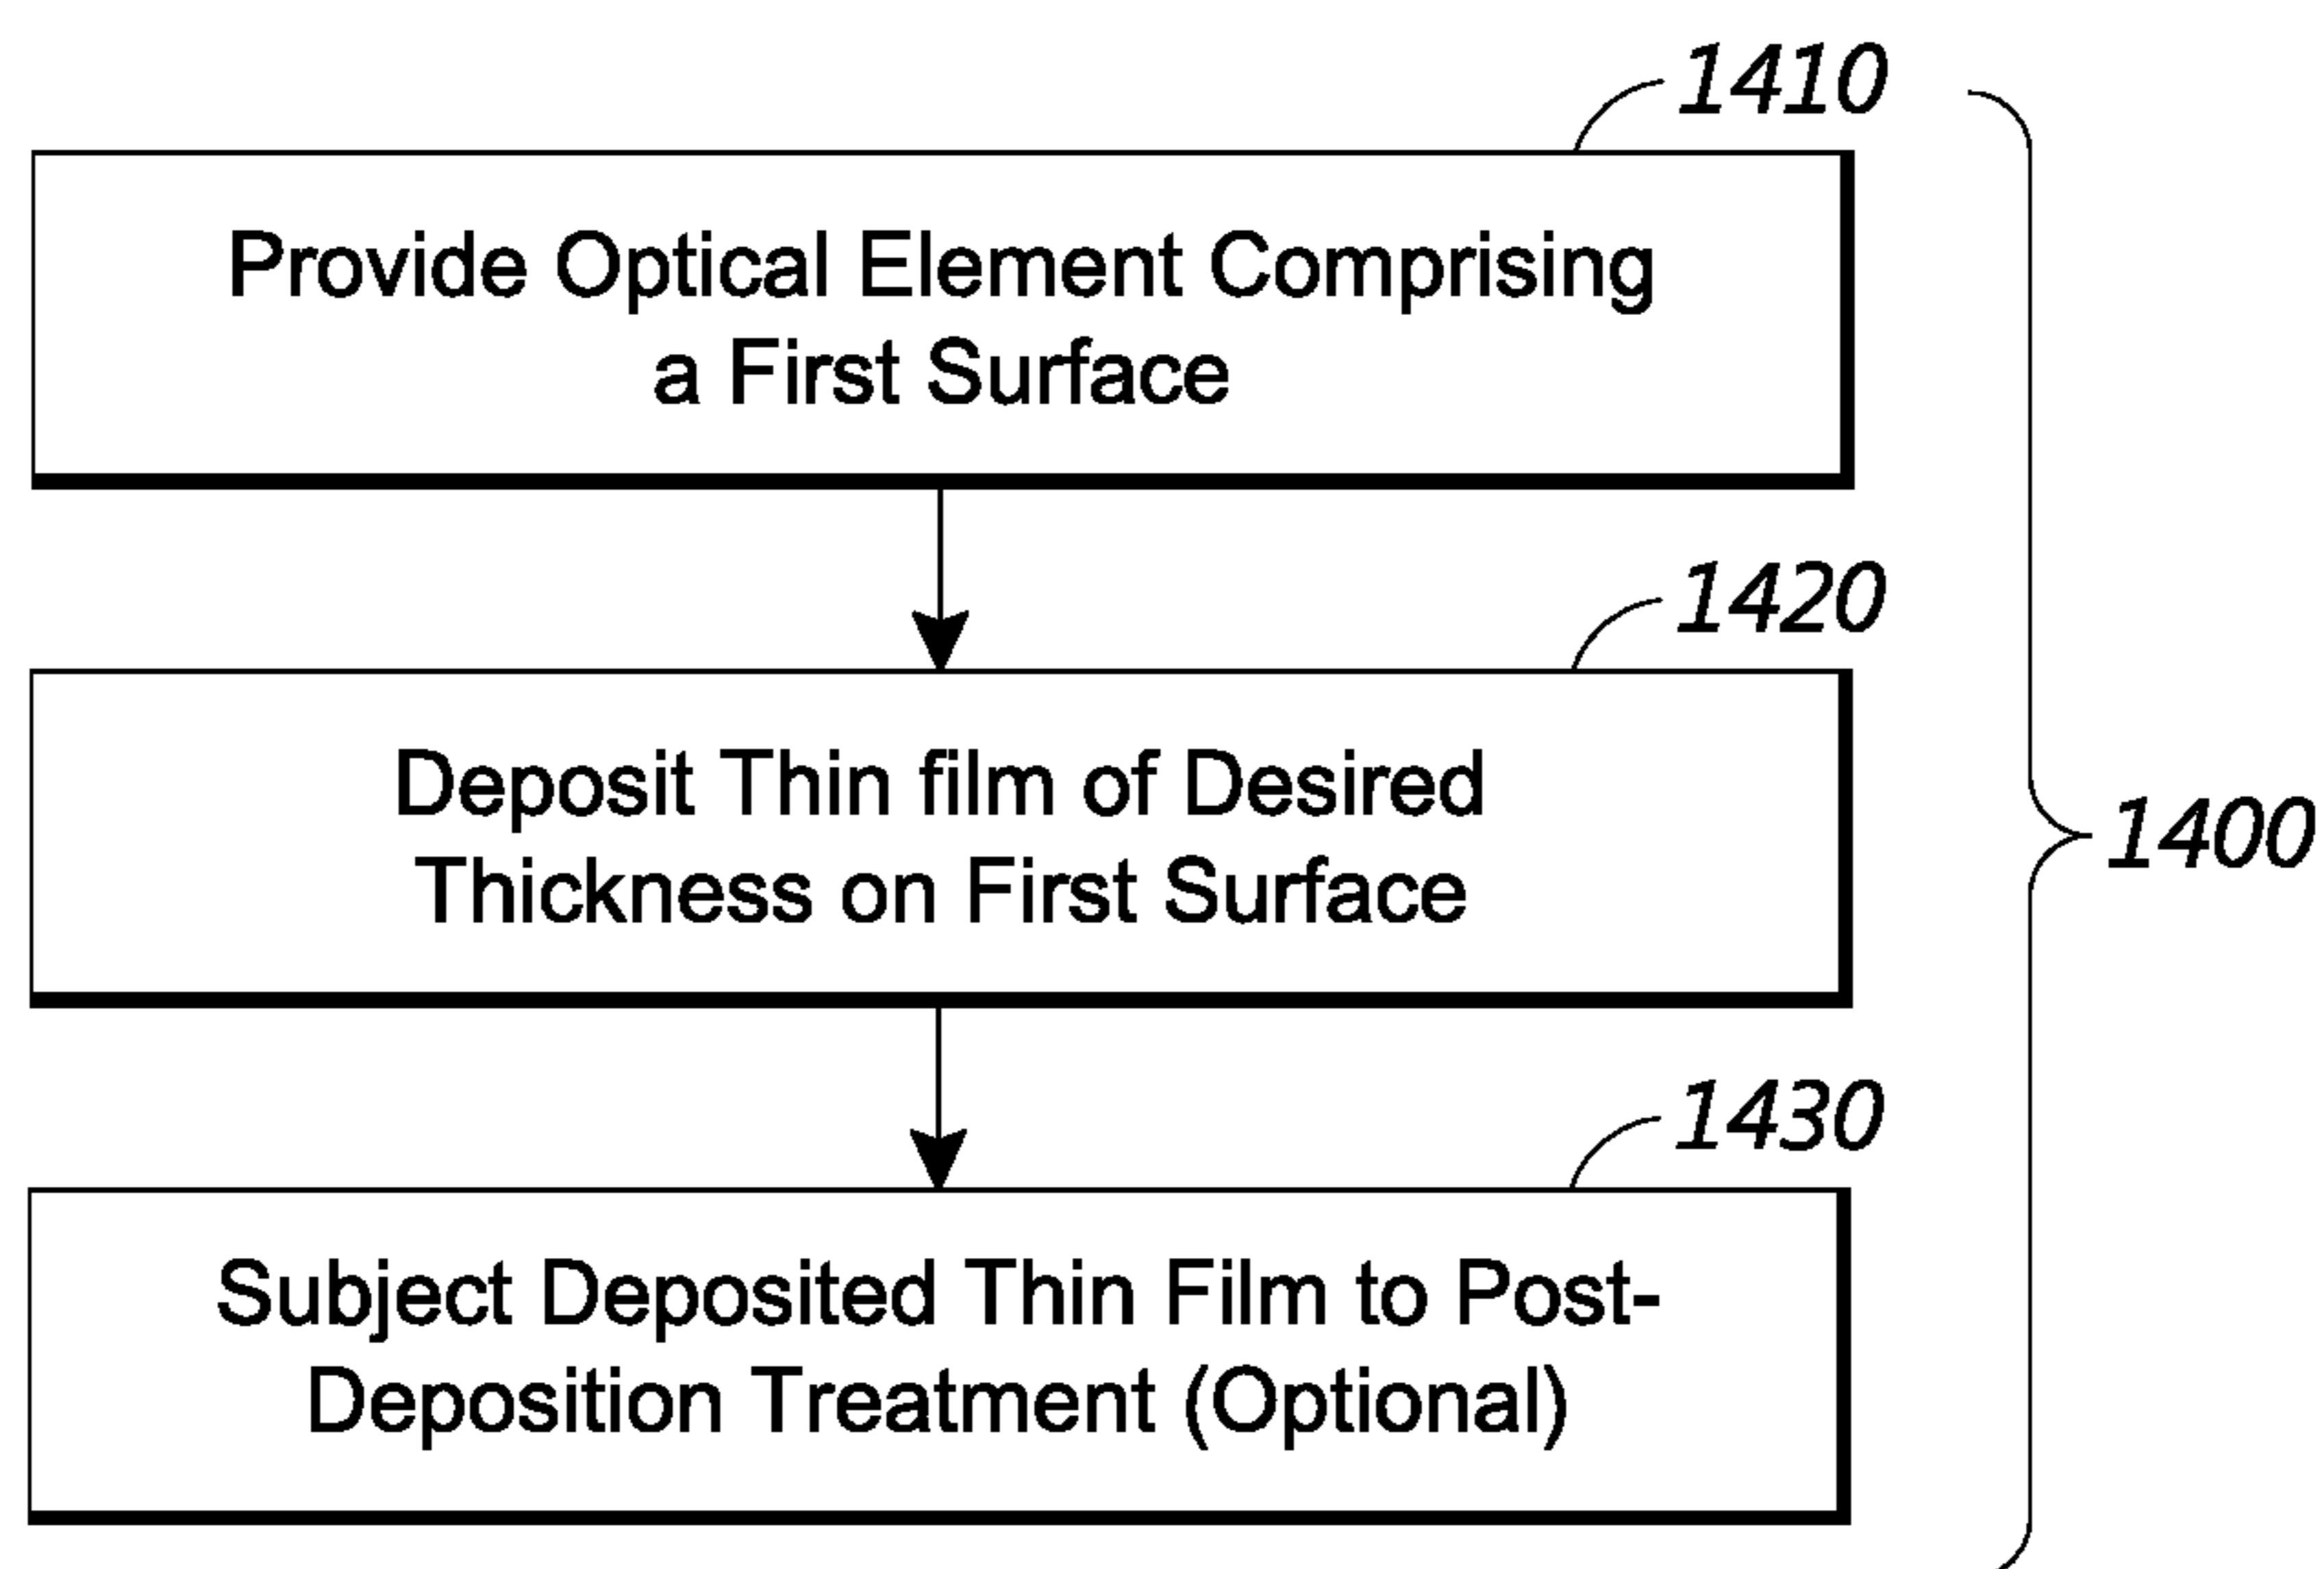 1410
Provide Optical Element Comprising
a First Surface
1420
Deposit Thin film of Desired
Thickness on First Surface
1400
1430
Subject Deposited Thin Film to Post-
Deposition Treatment (Optional)